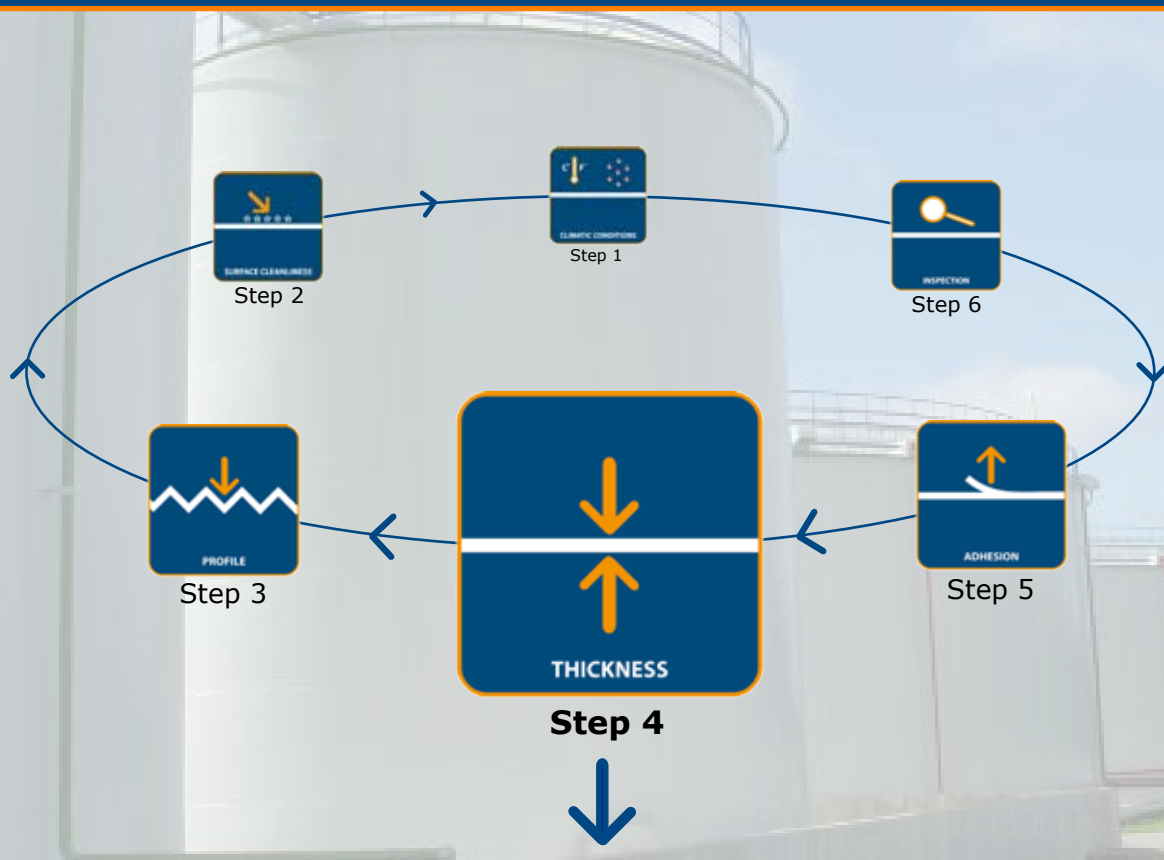 C° F°
CLIMATIC CONDITIONS
Step 1
SURFACE CLEANLINESS
Step 2
INSPECTION
Step 6
PROFILE
Step 3
THICKNESS
Step 4
ADHESION
Step 5